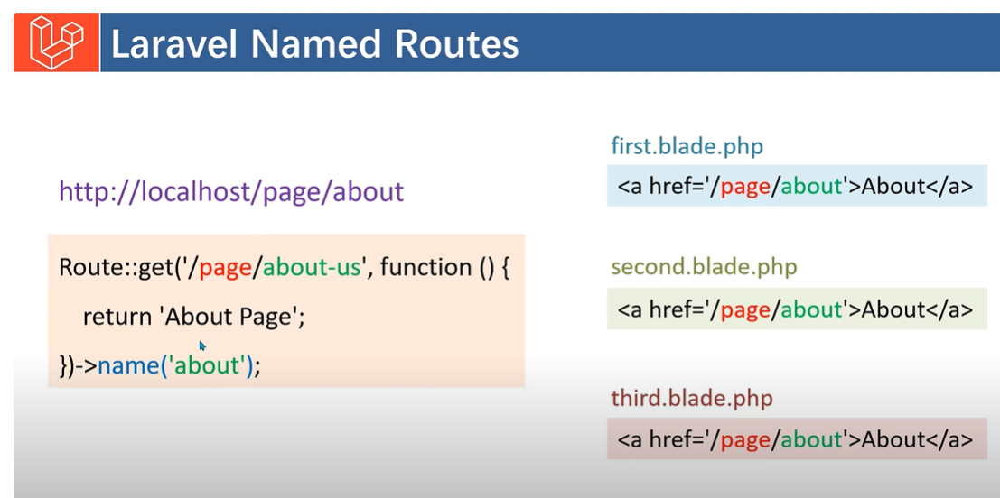 Laravel Named Routes
http://localhost/page/about
Route::get('/page/about-us', function () {
return 'About Page';
})->name('about');
first.blade.php
<a href='/page/about'>About</a>
second.blade.php
<a href='/page/about'>About</a>
third.blade.php
<a href='/page/about'>About</a>